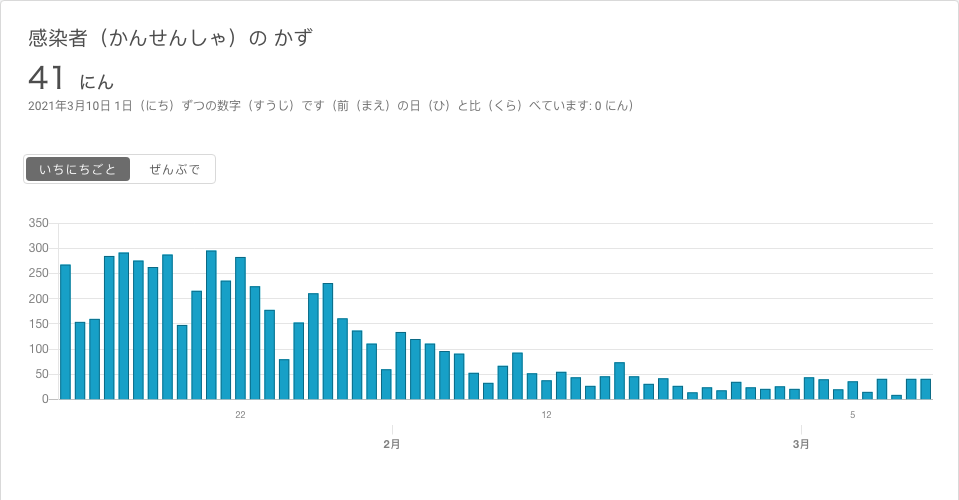 感染者（かんせんしゃ）の かず
41 にん
2021年3月10日 1日（にち）ずつの数字（すうじ）です（前（まえ）の日（ひ）と比（くら）べています: 0 にん）
いちにちごと ぜんぶで
350
300
250
200
150
100
50
0
22 12 5
2月 3月